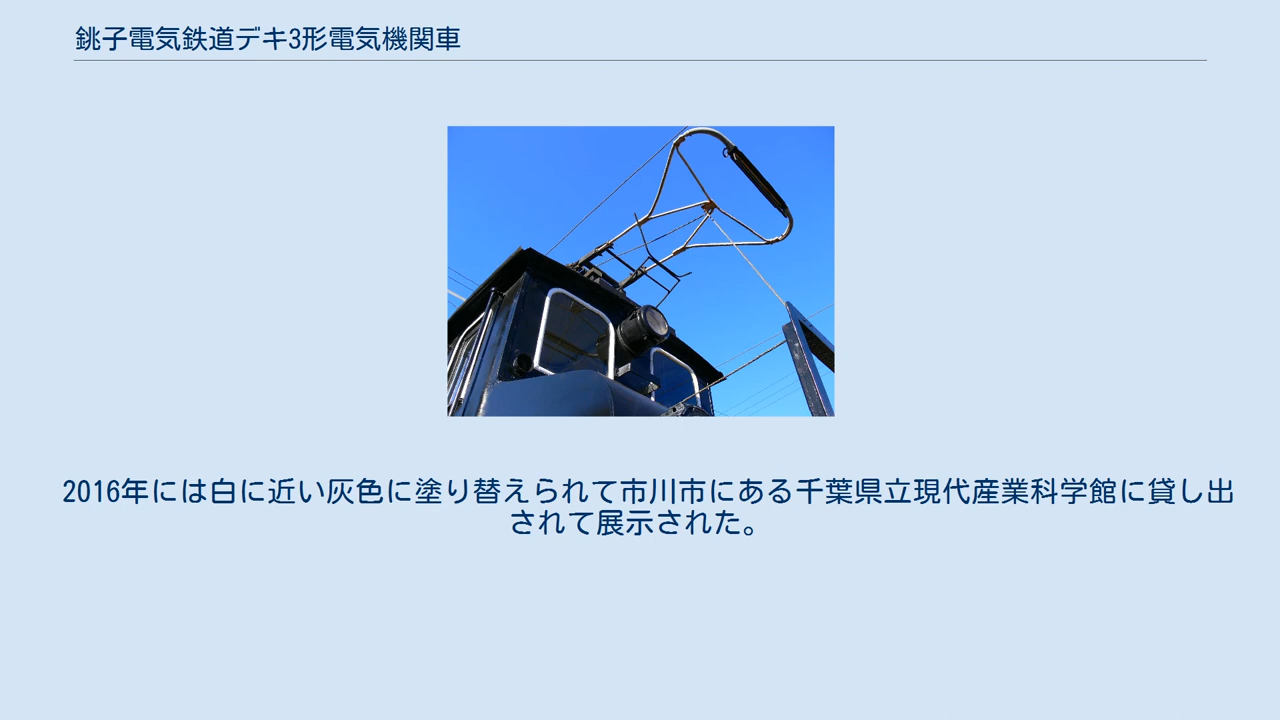 銚子電気鉄道デキ3形電気機関車
2016年には白に近い灰色に塗り替えられて市川市にある千葉県立現代産業科学館に貸し出
されて展示された。